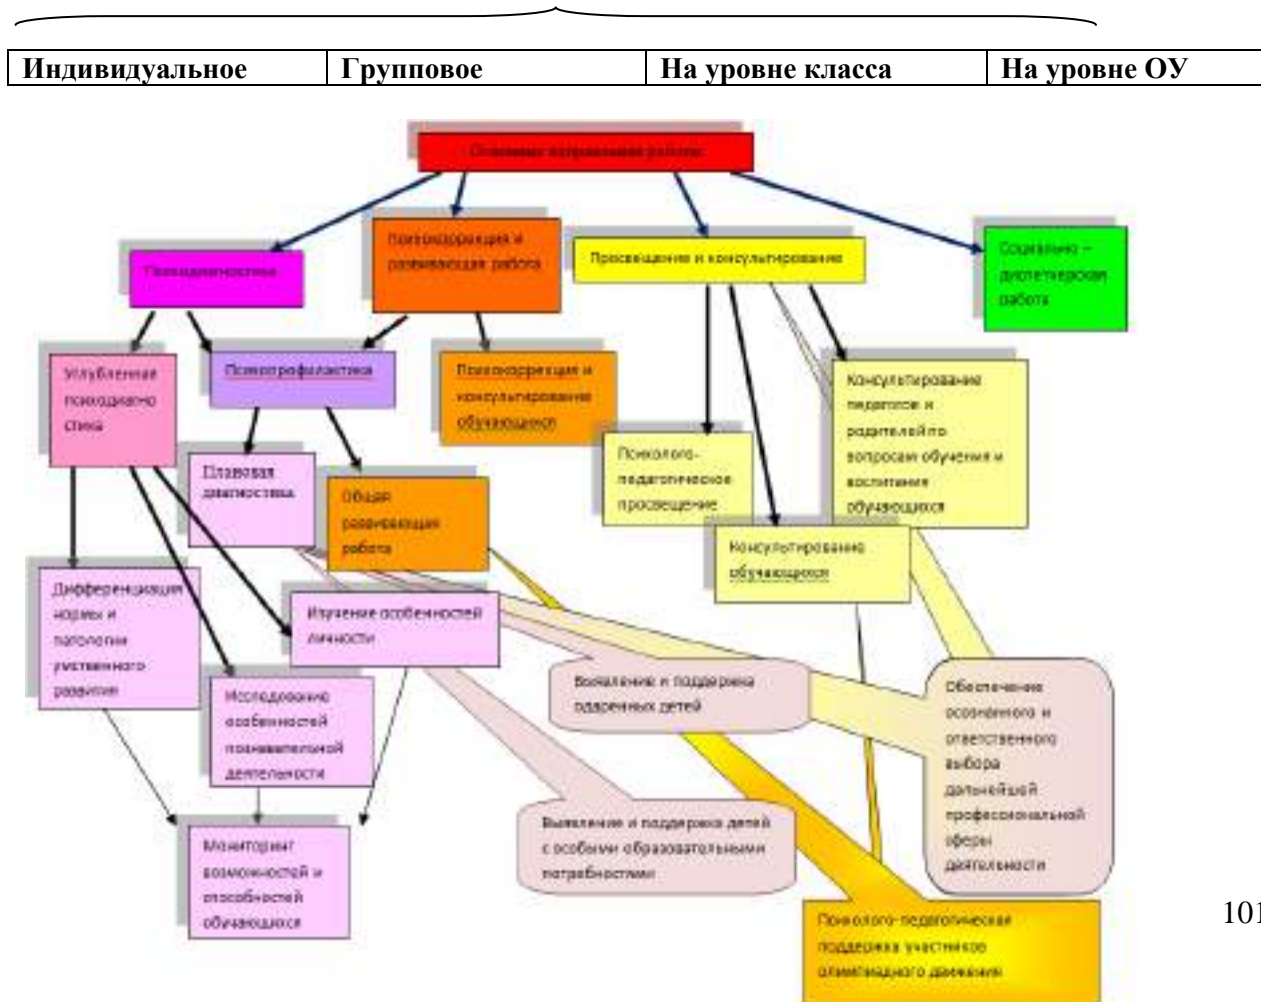 Индивидуальное
Групповое
На уровне класса
На уровне ОУ
Основные направления работы
Психодиагностика
Психокоррекция и
развивающая работа
Просвещение и консультирование
Социально –
диспетчерская
работа
Углубленная
психодиагно
стика
Психопрофилактика
Психокоррекция и
консультирование
обучающихся
Консультирование
педагогов и
родителей по
вопросам обучения и
воспитания
обучающихся
Психолого-
педагогическое
просвещение
Плановая
диагностика
Общая
развивающая
работа
Консультирование
обучающихся
Дифференциация
нормы и
патологии
умственного
развития
Изучение особенностей
личности
Исследование
особенностей
познавательной
деятельности
Выявление и поддержка
одаренных детей
Обеспечение
осознанного и
ответственного
выбора
дальнейшей
профессиональной
сферы
деятельности
Выявление и поддержка детей
с особыми образовательными
потребностями
Мониторинг
возможностей и
способностей
обучающихся
Психолого-педагогическая
поддержка участников
олимпиадного движения
101